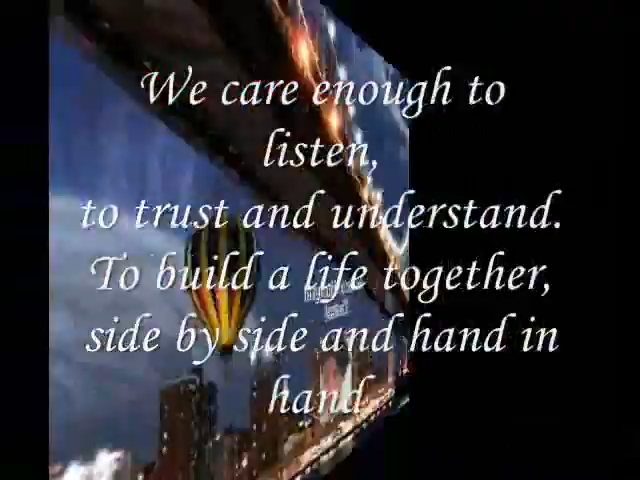 We care enough to
listen,
to trust and understand.
To build a life together,
side by side and hand in
hand